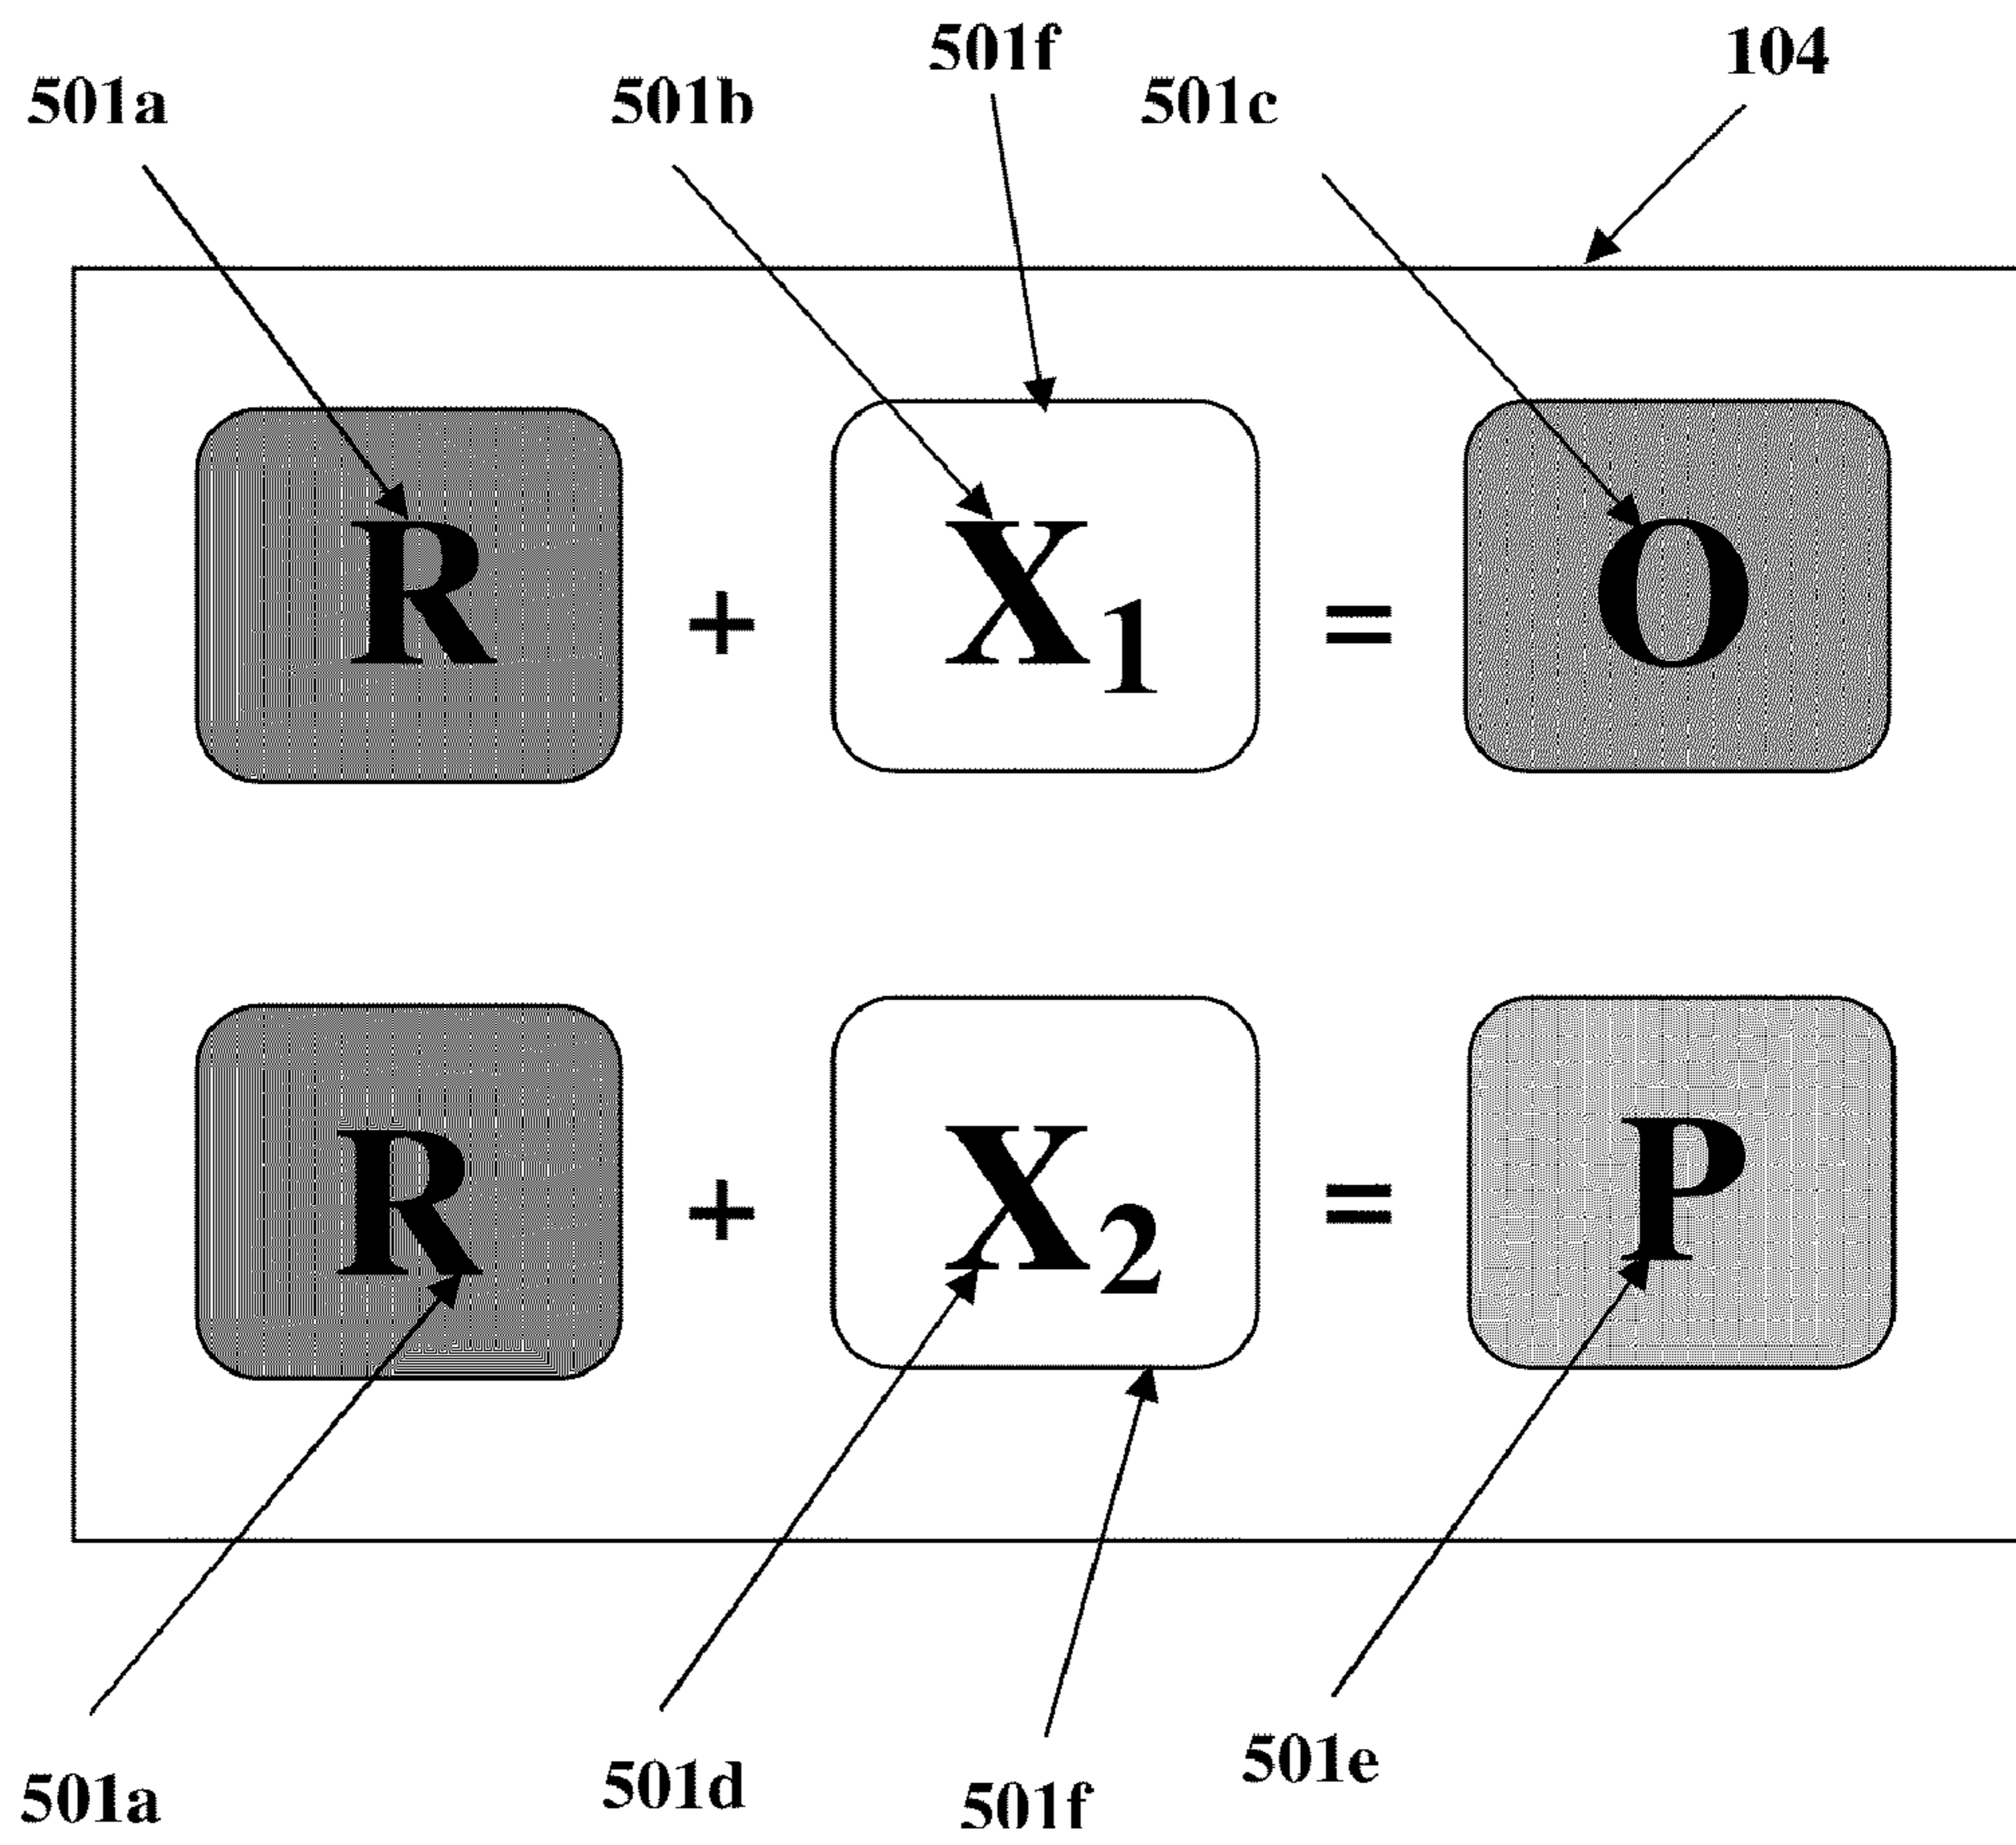 501f 104
501a 501b 501c
R + X1 = O
R + X2 = P
501a 501d 501f 501e